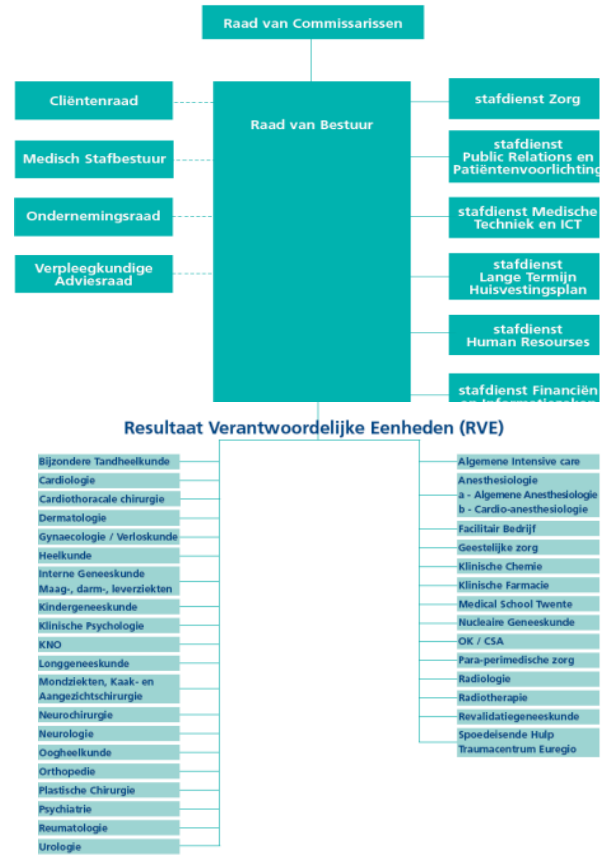 Raad van Commissarissen
Raad van Bestuur
Cliëntenraad
Medisch Stafbestuur
Ondernemingsraad
Verpleegkundige
Adviesraad
stafdienst Zorg
stafdienst
Public Relations en
Patiëntenvoorlichting
stafdienst Medische
Techniek en ICT
stafdienst
Lange Termijn
Huisvestingsplan
stafdienst
Human Resourses
stafdienst Financiën
Resultaat Verantwoordelijke Eenheden (RVE)
Bijzondere Tandheelkunde
Cardiologie
Cardiothoracale chirurgie
Dermatologie
Gynaecologie / Verloskunde
Heelkunde
Interne Geneeskunde
Maag-, darm-, leverziekten
Kindergeneeskunde
Klinische Psychologie
KNO
Longgeneeskunde
Mondziekten, Kaak- en
Aangezichtschirurgie
Neurochirurgie
Neurologie
Oogheelkunde
Orthopedie
Plastische Chirurgie
Psychiatrie
Reumatologie
Urologie
Algemene Intensive care
Anesthesiologie
a - Algemene Anesthesiologie
b - Cardio-anesthesiologie
Facilitair Bedrijf
Geestelijke zorg
Klinische Chemie
Klinische Farmacie
Medical School Twente
Nucleaire Geneeskunde
OK / CSA
Para-perimedische zorg
Radiologie
Radiotherapie
Revalidatiegeneeskunde
Spoedeisende Hulp
Traumacentrum Euregio